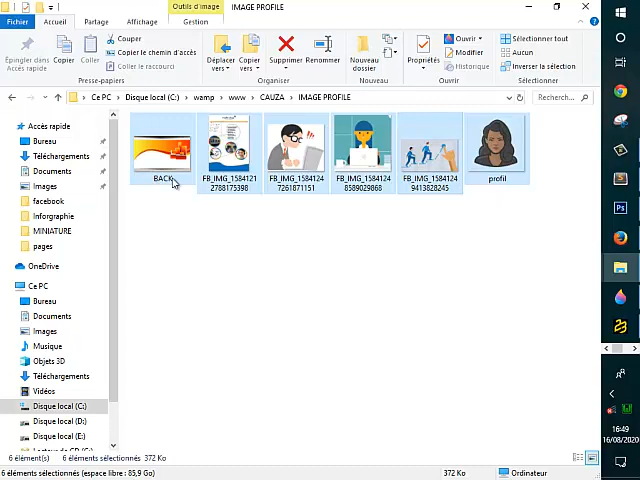 Outils d'image
IMAGE PROFILE
Fichier
Accueil
Partage
Affichage
Gestion
Épingler dans Accès rapide
Copier
Coller
Couper
Copier le chemin d'accès
Coller le raccourci
Déplacer vers
Copier vers
Supprimer
Renommer
Nouveau dossier
Propriétés
Ouvrir
Modifier
Historique
Sélectionner tout
Aucun
Inverser la sélection
Presse-papiers
Organiser
Nouveau
Ouvrir
Sélectionner
Ce PC
Disque local (C:)
wamp
www
CAUZA
IMAGE PROFILE
Recherch...
Accès rapide
Bureau
Téléchargements
Documents
Images
facebook
Inforgraphie
MINIATURE
pages
OneDrive
Ce PC
Bureau
Documents
Images
Musique
Objets 3D
Téléchargements
Vidéos
Disque local (C:)
Disque local (D:)
Disque local (E:)
BACK
FB_IMG_1584121
2788175398
FB_IMG_1584124
7261871151
FB_IMG_1584124
8589029868
FB_IMG_1584124
9413828245
profil
6 élément(s)
6 éléments sélectionnés
372 Ko
6 éléments sélectionnés (espace libre : 85,9 Go)
372 Ko
Ordinateur
Ps
16:49
16/08/2020